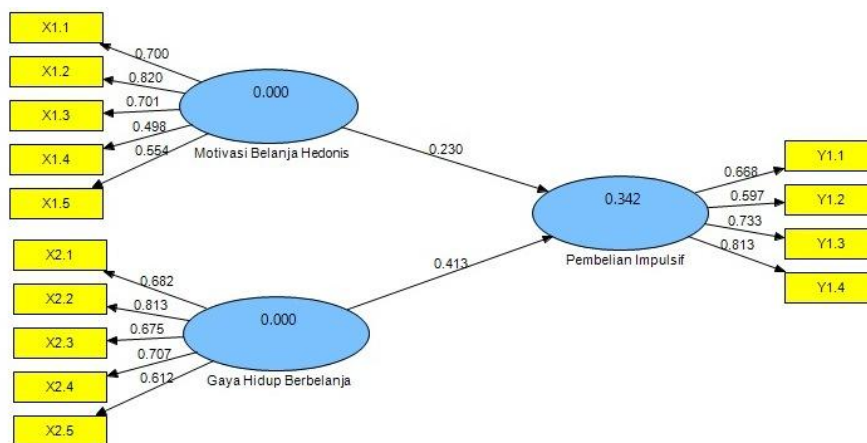 X1.1
0.700
X1.2
0.820
0.000
X1.3
0.701
X1.4
0.498
0.554
Motivasi Belanja Hedonis
X1.5
0.230
Y1.1
0.668
Y1.2
0.597
0.342
0.733
Y1.3
0.813
Pembelian Impulsif
Y1.4
X2.1
0.413
0.682
X2.2
0.813
0.000
X2.3
0.675
X2.4
0.707
0.612
Gaya Hidup Berbelanja
X2.5